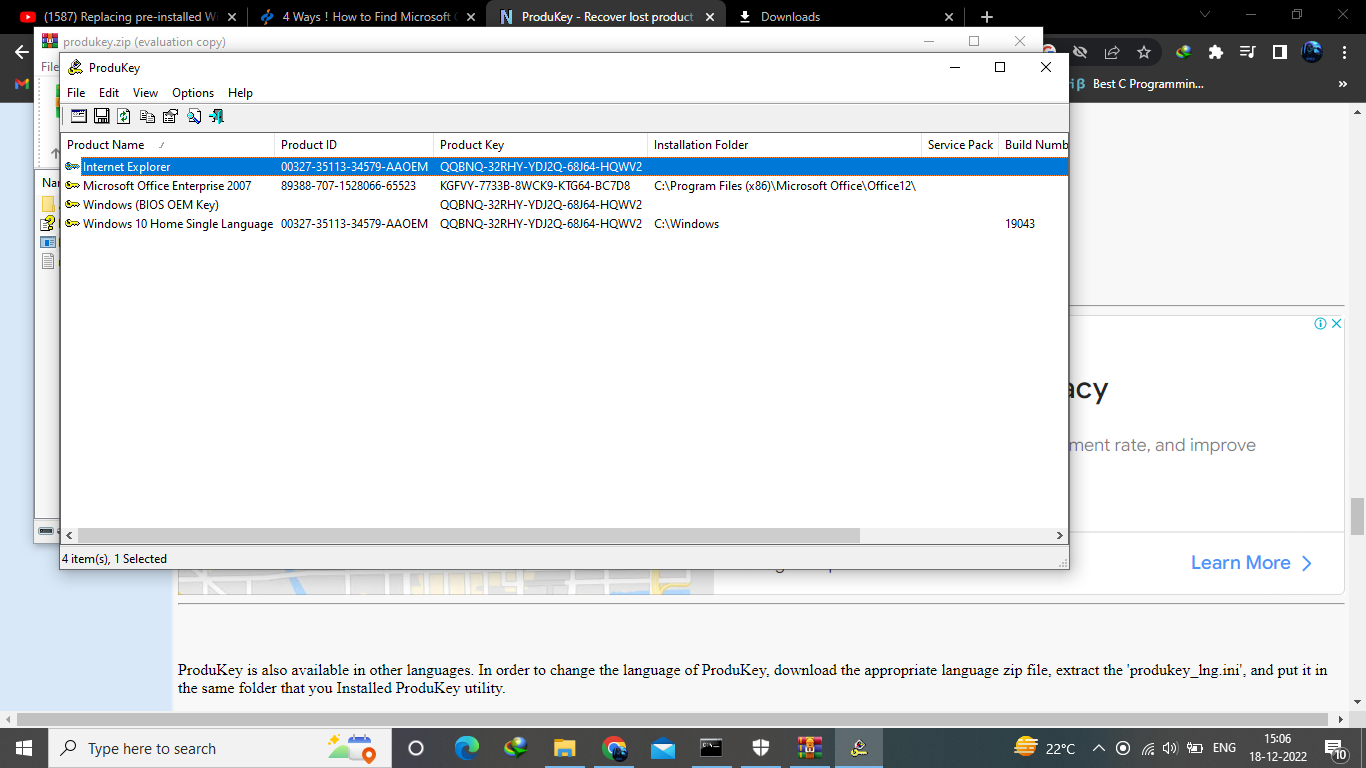 (1587) Replacing pre-installed Wi
4 Ways ! How to Find Microsoft
ProduKey - Recover lost product
Downloads
produkey.zip (evaluation copy)
File
ProduKey
File Edit View Options Help
Best C Programmin...
Product Name Product ID Product Key Installation Folder Service Pack Build Numb
Internet Explorer 00327-35113-34579-AAOEM QQBNQ-32RHY-YDJ2Q-68J64-HQWV2
Microsoft Office Enterprise 2007 89388-707-1528066-65523 KGFVY-7733B-8WCK9-KTG64-BC7D8 C:\Program Files (x86)\Microsoft Office\Office12\
Windows (BIOS OEM Key) QQBNQ-32RHY-YDJ2Q-68J64-HQWV2
Windows 10 Home Single Language 00327-35113-34579-AAOEM QQBNQ-32RHY-YDJ2Q-68J64-HQWV2 C:\Windows 19043
Nan
acy
ment rate, and improve
4 item(s), 1 Selected
Learn More
ProduKey is also available in other languages. In order to change the language of ProduKey, download the appropriate language zip file, extract the 'produkey_lng.ini', and put it in
the same folder that you Installed ProduKey utility.
Type here to search
22°C
ENG
15:06
18-12-2022
10